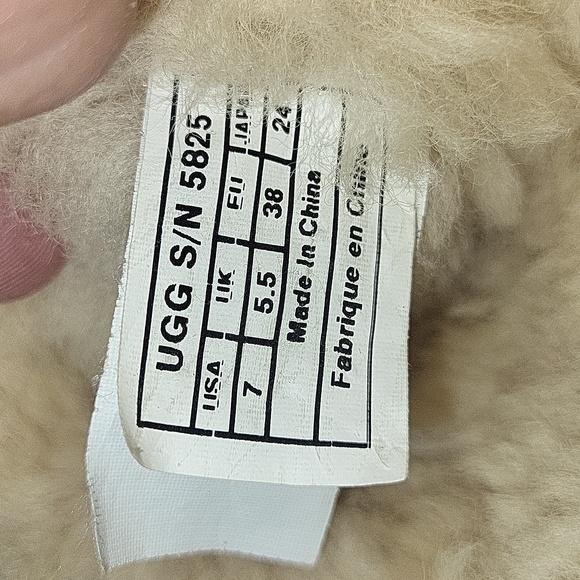 UGG S/N 5825
USA UK EU JAPAN
7 5.5 38 24
Made In China
Fabrique en Chine